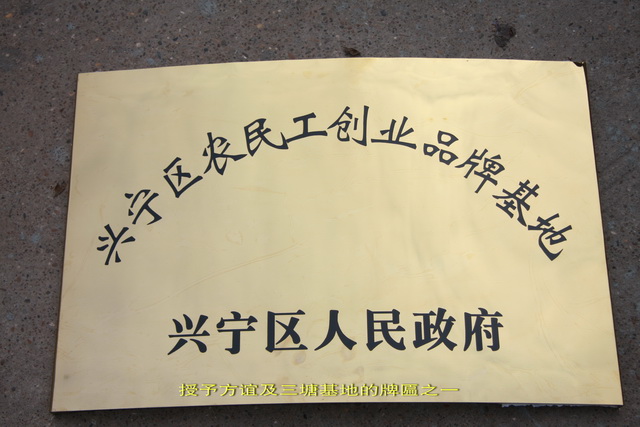 兴宁区农民工创业品牌基地
兴宁区人民政府
授予方谊及三塘基地的牌匾之一